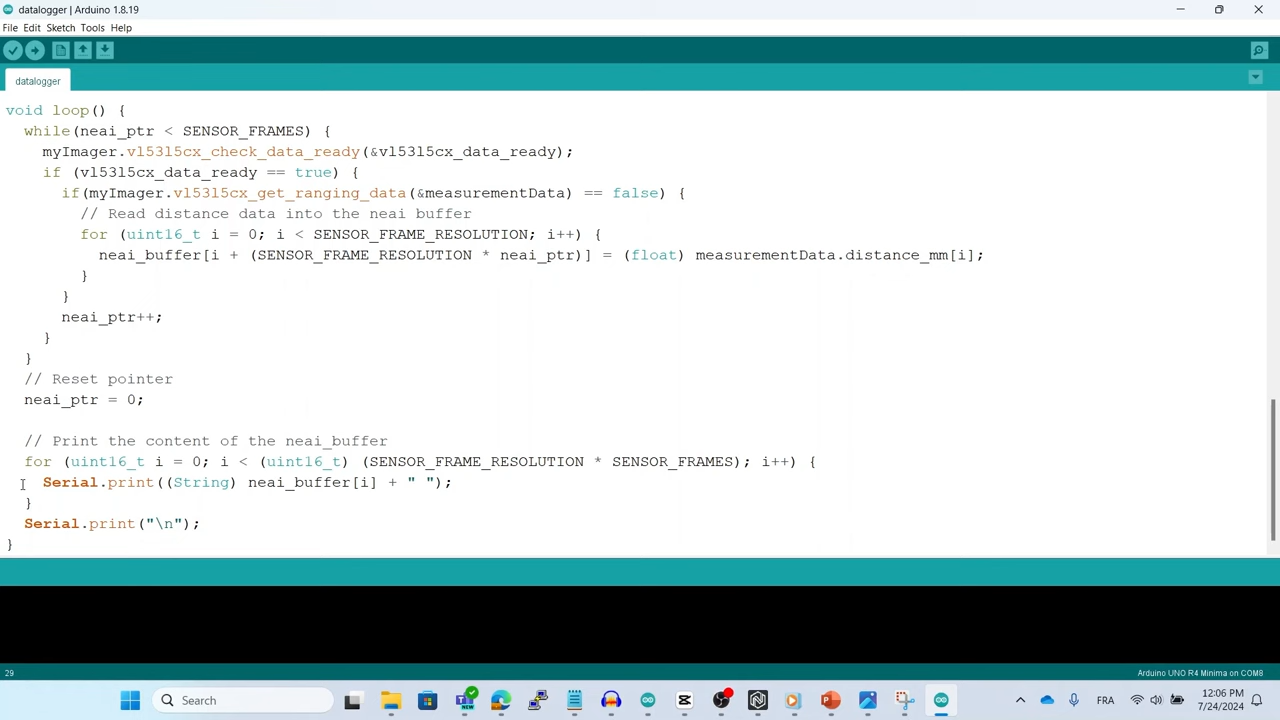 datalogger | Arduino 1.8.19
File Edit Sketch Tools Help
datalogger
void loop() {
while(neai_ptr < SENSOR_FRAMES) {
myImager.vl53l5cx_check_data_ready(&vl53l5cx_data_ready);
if (vl53l5cx_data_ready == true) {
if(myImager.vl53l5cx_get_ranging_data(&measurementData) == false) {
// Read distance data into the neai buffer
for (uint16_t i = 0; i < SENSOR_FRAME_RESOLUTION; i++) {
neai_buffer[i + (SENSOR_FRAME_RESOLUTION * neai_ptr)] = (float) measurementData.distance_mm[i];
}
}
neai_ptr++;
}
}
// Reset pointer
neai_ptr = 0;
// Print the content of the neai_buffer
for (uint16_t i = 0; i < (uint16_t) (SENSOR_FRAME_RESOLUTION * SENSOR_FRAMES); i++) {
Serial.print((String) neai_buffer[i] + " ");
}
Serial.print("\n");
}
29
Arduino UNO R4 Minima on COM8
Search
NEW
FRA
12:06 PM
7/24/2024